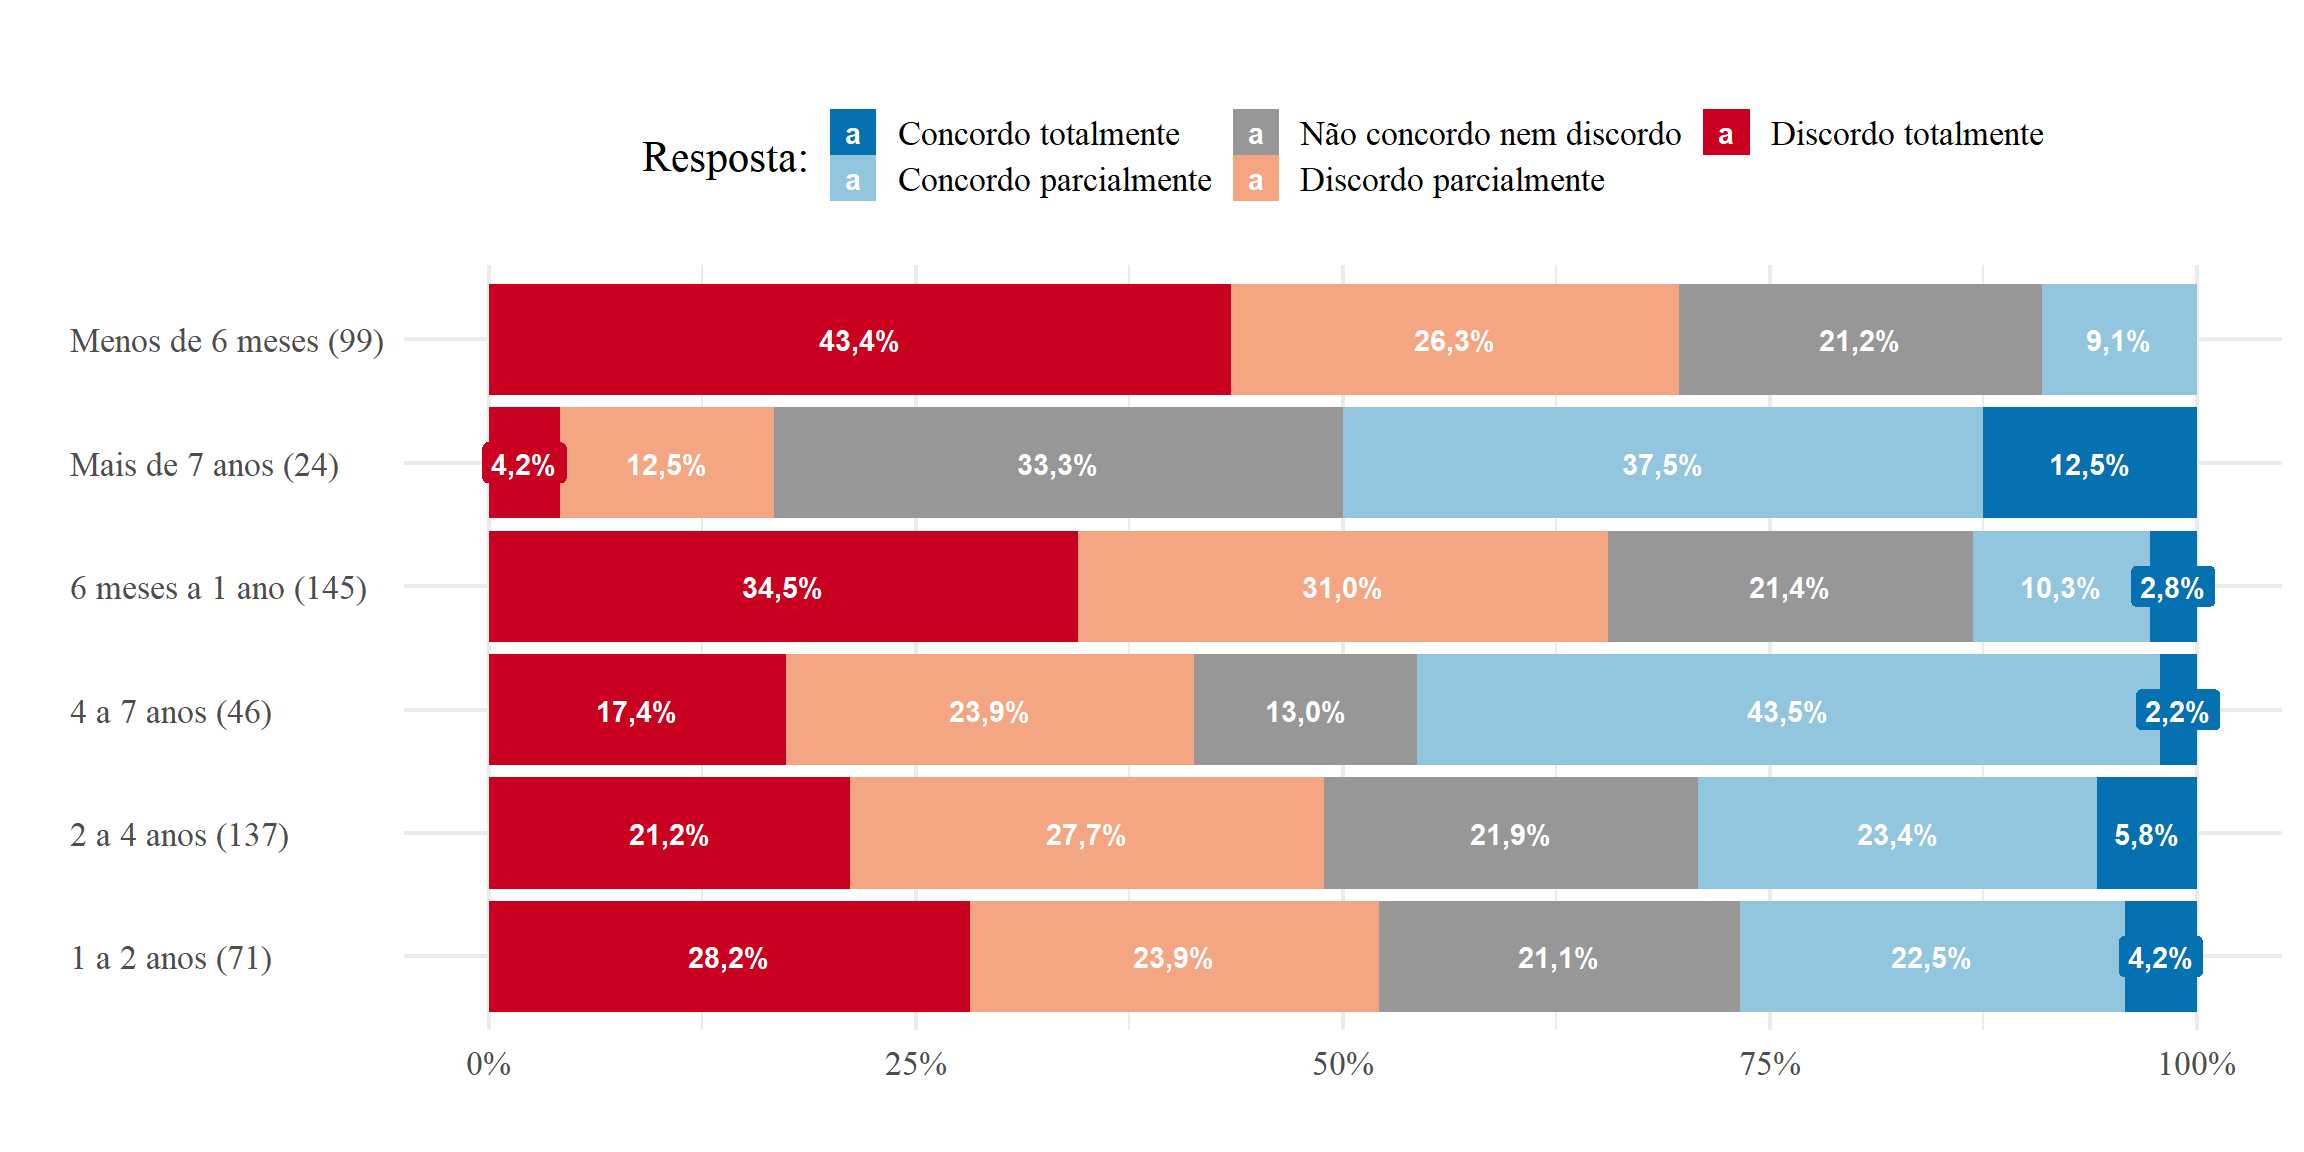 Resposta:
a Concordo totalmente
a Concordo parcialmente
a Não concordo nem discordo
a Discordo parcialmente
a Discordo totalmente
Menos de 6 meses (99) 43,4% 26,3% 21,2% 9,1%
Mais de 7 anos (24) 4,2% 12,5% 33,3% 37,5% 12,5%
6 meses a 1 ano (145) 34,5% 31,0% 21,4% 10,3% 2,8%
4 a 7 anos (46) 17,4% 23,9% 13,0% 43,5% 2,2%
2 a 4 anos (137) 21,2% 27,7% 21,9% 23,4% 5,8%
1 a 2 anos (71) 28,2% 23,9% 21,1% 22,5% 4,2%
0% 25% 50% 75% 100%